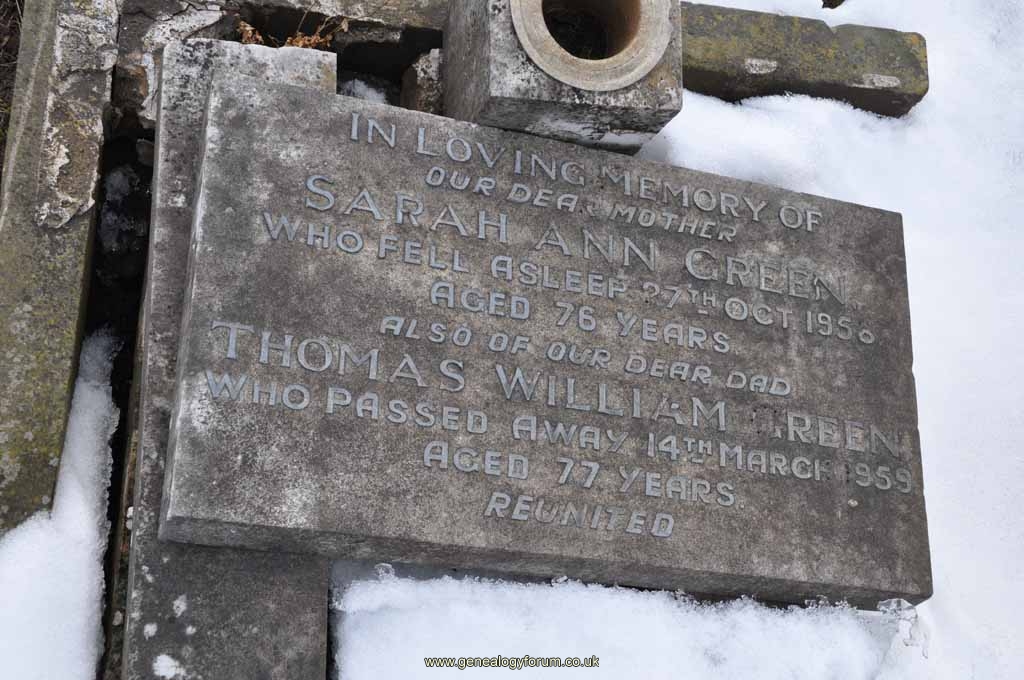 IN LOVING MEMORY OF
OUR DEAR MOTHER
SARAH ANN GREEN,
WHO FELL ASLEEP 27TH OCT. 1958
AGED 76 YEARS
ALSO OF OUR DEAR DAD
THOMAS WILLIAM GREEN,
WHO PASSED AWAY 14TH MARCH 1959
AGED 77 YEARS
REUNITED
www.genealogyforum.co.uk